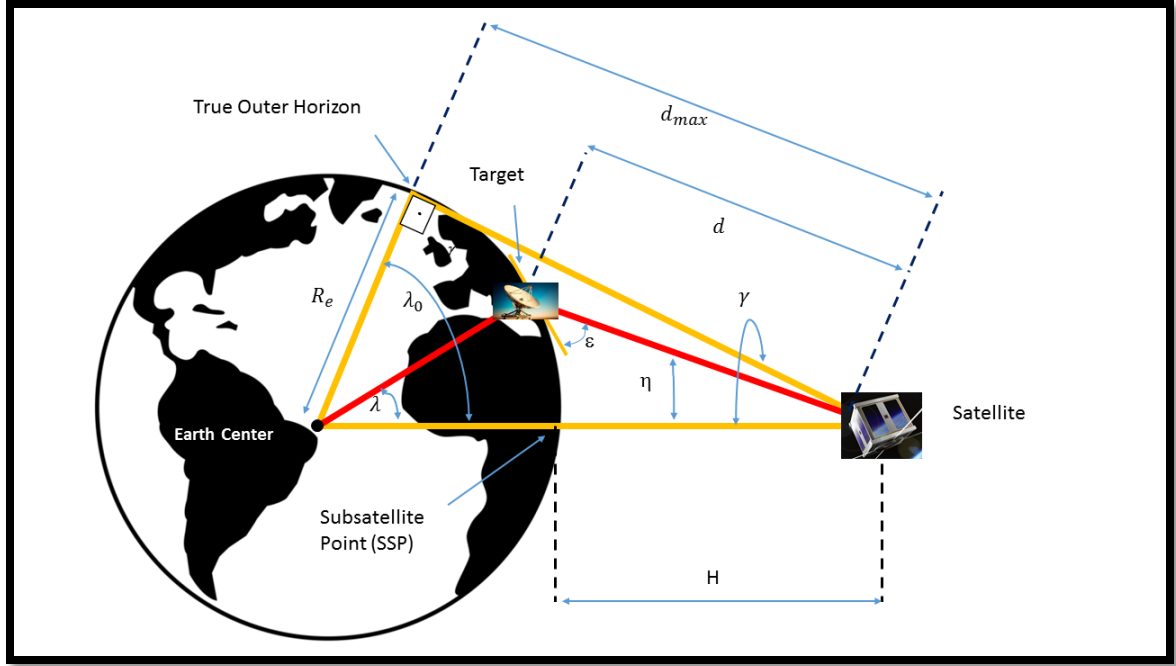 True Outer Horizon
d_max
Target
d
R_e
λ_0
γ
ε
η
λ
Satellite
Earth Center
Subsatellite
Point (SSP)
H